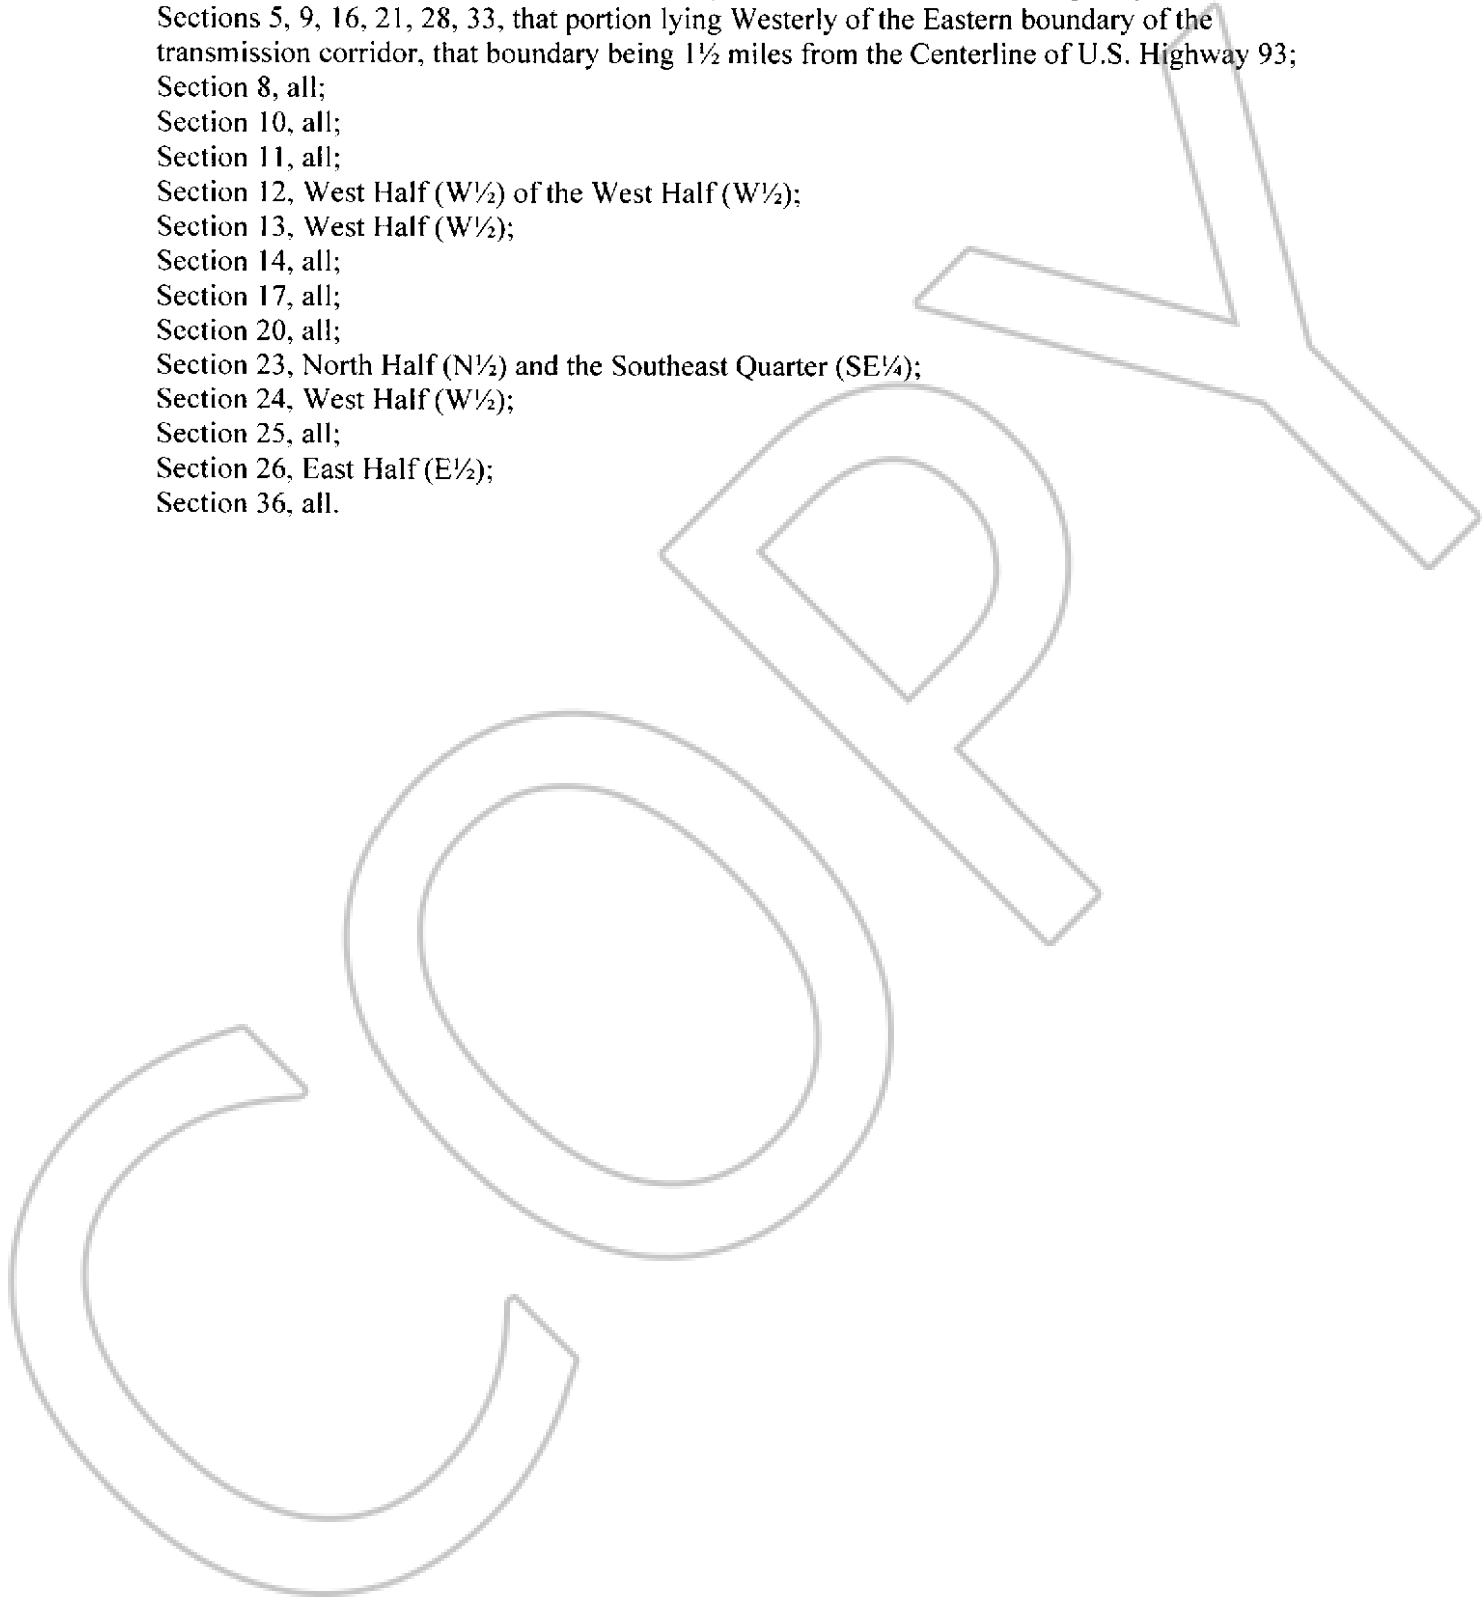 Sections 5, 9, 16, 21, 28, 33, that portion lying Westerly of the Eastern boundary of the
transmission corridor, that boundary being 1½ miles from the Centerline of U.S. Highway 93;
Section 8, all;
Section 10, all;
Section 11, all;
Section 12, West Half (W½) of the West Half (W½);
Section 13, West Half (W½);
Section 14, all;
Section 17, all;
Section 20, all;
Section 23, North Half (N½) and the Southeast Quarter (SE¼);
Section 24, West Half (W½);
Section 25, all;
Section 26, East Half (E½);
Section 36, all.
COPY